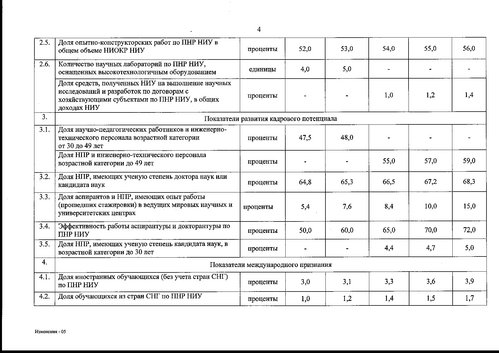 4
2.5. Доля опытно-конструкторских работ по ПНР НИУ в
общем объеме НИОКР НИУ проценты 52,0 53,0 54,0 55,0 56,0
2.6. Количество научных лабораторий по ПНР НИУ,
оснащенных высокотехнологичным оборудованием единицы 4,0 5,0 - - -
Доля средств, полученных НИУ на выполнение научных
исследований и разработок по договорам с
хозяйствующими субъектами по ПНР НИУ, в общих
доходах НИУ проценты - - 1,0 1,2 1,4
3. Показатели развития кадрового потенциала
3.1. Доля научно-педагогических работников и инженерно-
технического персонала возрастной категории
от 30 до 49 лет проценты 47,5 48,0 - - -
Доля НПР и инженерно-технического персонала
возрастной категории до 49 лет проценты - - 55,0 57,0 59,0
3.2. Доля НПР, имеющих ученую степень доктора наук или
кандидата наук проценты 64,8 65,3 66,5 67,2 68,3
3.3. Доля аспирантов и НПР, имеющих опыт работы
(прошедших стажировки) в ведущих мировых научных и
университетских центрах проценты 5,4 7,6 8,4 10,0 15,0
3.4. Эффективность работы аспирантуры и докторантуры по
ПНР НИУ проценты 50,0 60,0 65,0 70,0 72,0
3.5. Доля НПР, имеющих ученую степень кандидата наук, в
возрастной категории до 30 лет проценты - - 4,4 4,7 5,0
4. Показатели международного признания
4.1. Доля иностранных обучающихся (без учета стран СНГ)
по ПНР НИУ проценты 3,0 3,1 3,3 3,6 3,9
4.2. Доля обучающихся из стран СНГ по ПНР НИУ проценты 1,0 1,2 1,4 1,5 1,7
Изменения - 05